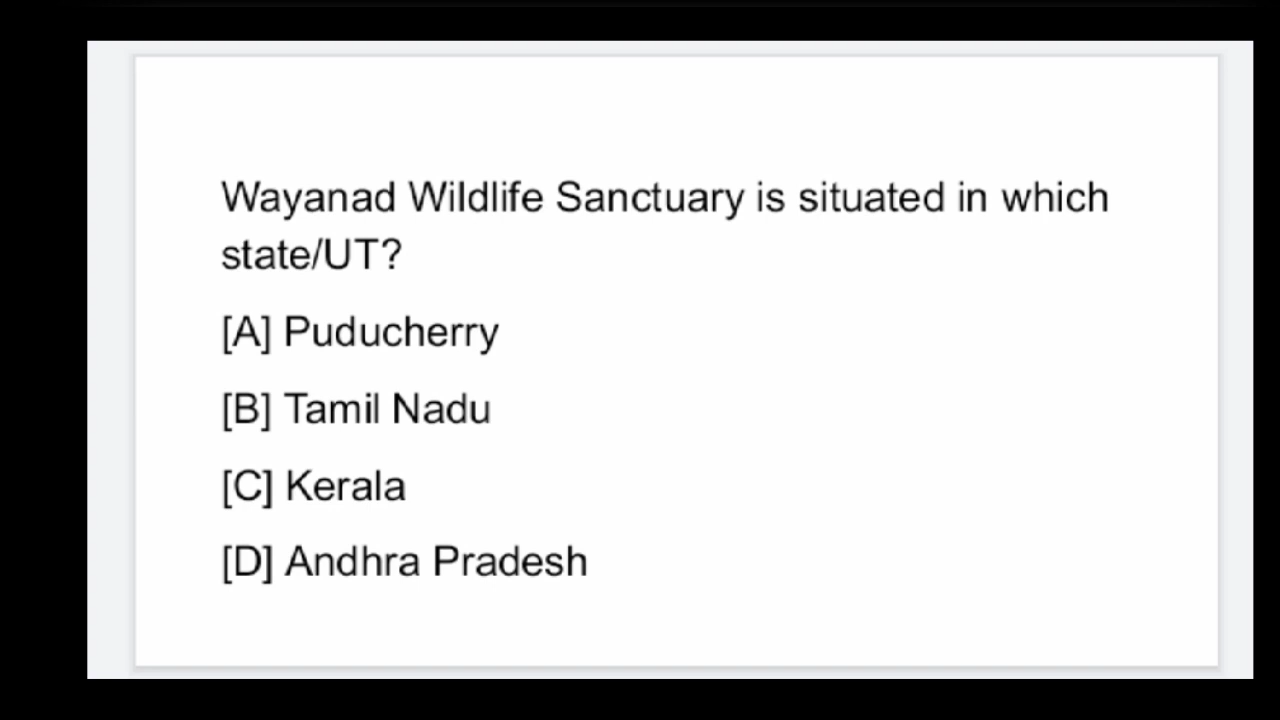 Wayanad Wildlife Sanctuary is situated in which
state/UT?
[A] Puducherry
[B] Tamil Nadu
[C] Kerala
[D] Andhra Pradesh